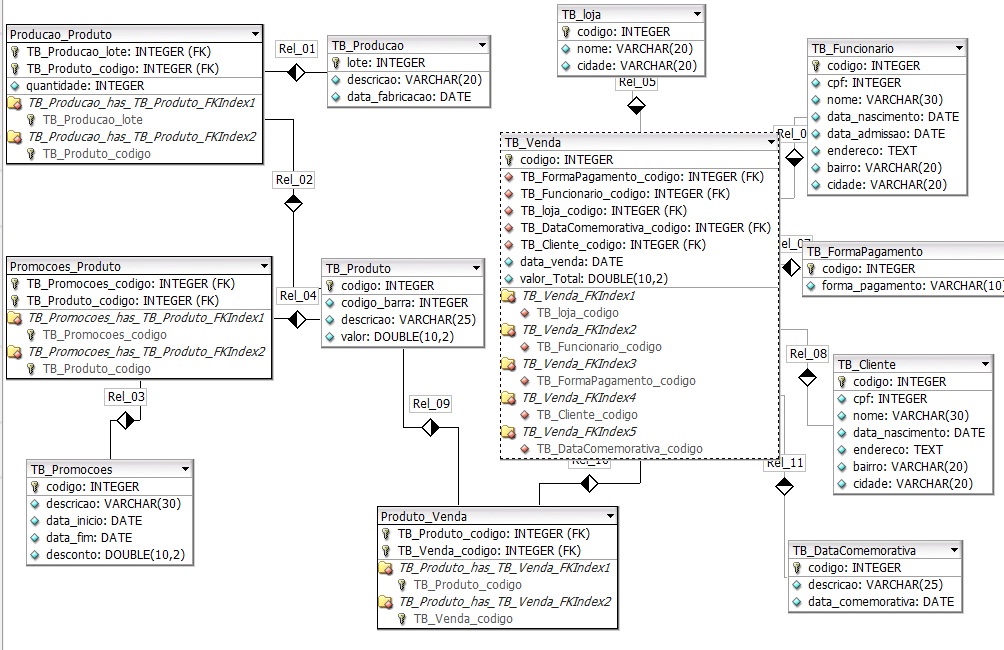 Producao_Produto
TB_Producao_lote: INTEGER (FK)
TB_Produto_codigo: INTEGER (FK)
quantidade: INTEGER
TB_Producao_has_TB_Produto_FKIndex1
TB_Producao_lote
TB_Producao_has_TB_Produto_FKIndex2
TB_Produto_codigo
Rel_01
TB_Producao
lote: INTEGER
descricao: VARCHAR(20)
data_fabricacao: DATE
TB_loja
codigo: INTEGER
nome: VARCHAR(20)
cidade: VARCHAR(20)
Rel_05
TB_Funcionario
codigo: INTEGER
cpf: INTEGER
nome: VARCHAR(30)
data_nascimento: DATE
data_admissao: DATE
endereco: TEXT
bairro: VARCHAR(20)
cidade: VARCHAR(20)
Rel_0
Rel_02
TB_Venda
codigo: INTEGER
TB_FormaPagamento_codigo: INTEGER (FK)
TB_Funcionario_codigo: INTEGER (FK)
TB_loja_codigo: INTEGER (FK)
TB_DataComemorativa_codigo: INTEGER (FK)
TB_Cliente_codigo: INTEGER (FK)
data_venda: DATE
valor_Total: DOUBLE(10,2)
TB_Venda_FKIndex1
TB_loja_codigo
TB_Venda_FKIndex2
TB_Funcionario_codigo
TB_Venda_FKIndex3
TB_FormaPagamento_codigo
TB_Venda_FKIndex4
TB_Cliente_codigo
TB_Venda_FKIndex5
TB_DataComemorativa_codigo
el_07
TB_FormaPagamento
codigo: INTEGER
forma_pagamento: VARCHAR(10)
Promocoes_Produto
TB_Promocoes_codigo: INTEGER (FK)
TB_Produto_codigo: INTEGER (FK)
TB_Promocoes_has_TB_Produto_FKIndex1
TB_Promocoes_codigo
TB_Promocoes_has_TB_Produto_FKIndex2
TB_Produto_codigo
Rel_04
TB_Produto
codigo: INTEGER
codigo_barra: INTEGER
descricao: VARCHAR(25)
valor: DOUBLE(10,2)
Rel_08
TB_Cliente
codigo: INTEGER
cpf: INTEGER
nome: VARCHAR(30)
data_nascimento: DATE
endereco: TEXT
bairro: VARCHAR(20)
cidade: VARCHAR(20)
Rel_03
Rel_09
TB_Promocoes
codigo: INTEGER
descricao: VARCHAR(30)
data_inicio: DATE
data_fim: DATE
desconto: DOUBLE(10,2)
Rel_10
Rel_11
Produto_Venda
TB_Produto_codigo: INTEGER (FK)
TB_Venda_codigo: INTEGER (FK)
TB_Produto_has_TB_Venda_FKIndex1
TB_Produto_codigo
TB_Produto_has_TB_Venda_FKIndex2
TB_Venda_codigo
TB_DataComemorativa
codigo: INTEGER
descricao: VARCHAR(25)
data_comemorativa: DATE